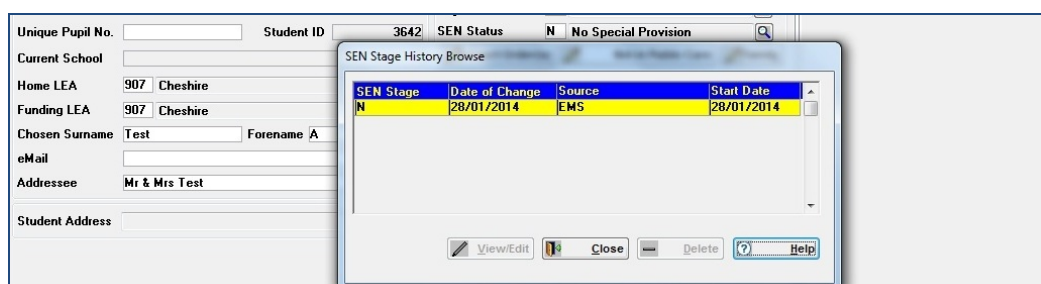 Unique Pupil No. Student ID 3642 SEN Status N No Special Provision
Current School
Home LEA 907 Cheshire
Funding LEA 907 Cheshire
Chosen Surname Test Forename A
eMail
Addressee Mr & Mrs Test
Student Address
SEN Stage History Browse
SEN Stage Date of Change Source Start Date
N 28/01/2014 EMS 28/01/2014
View/Edit Close Delete Help